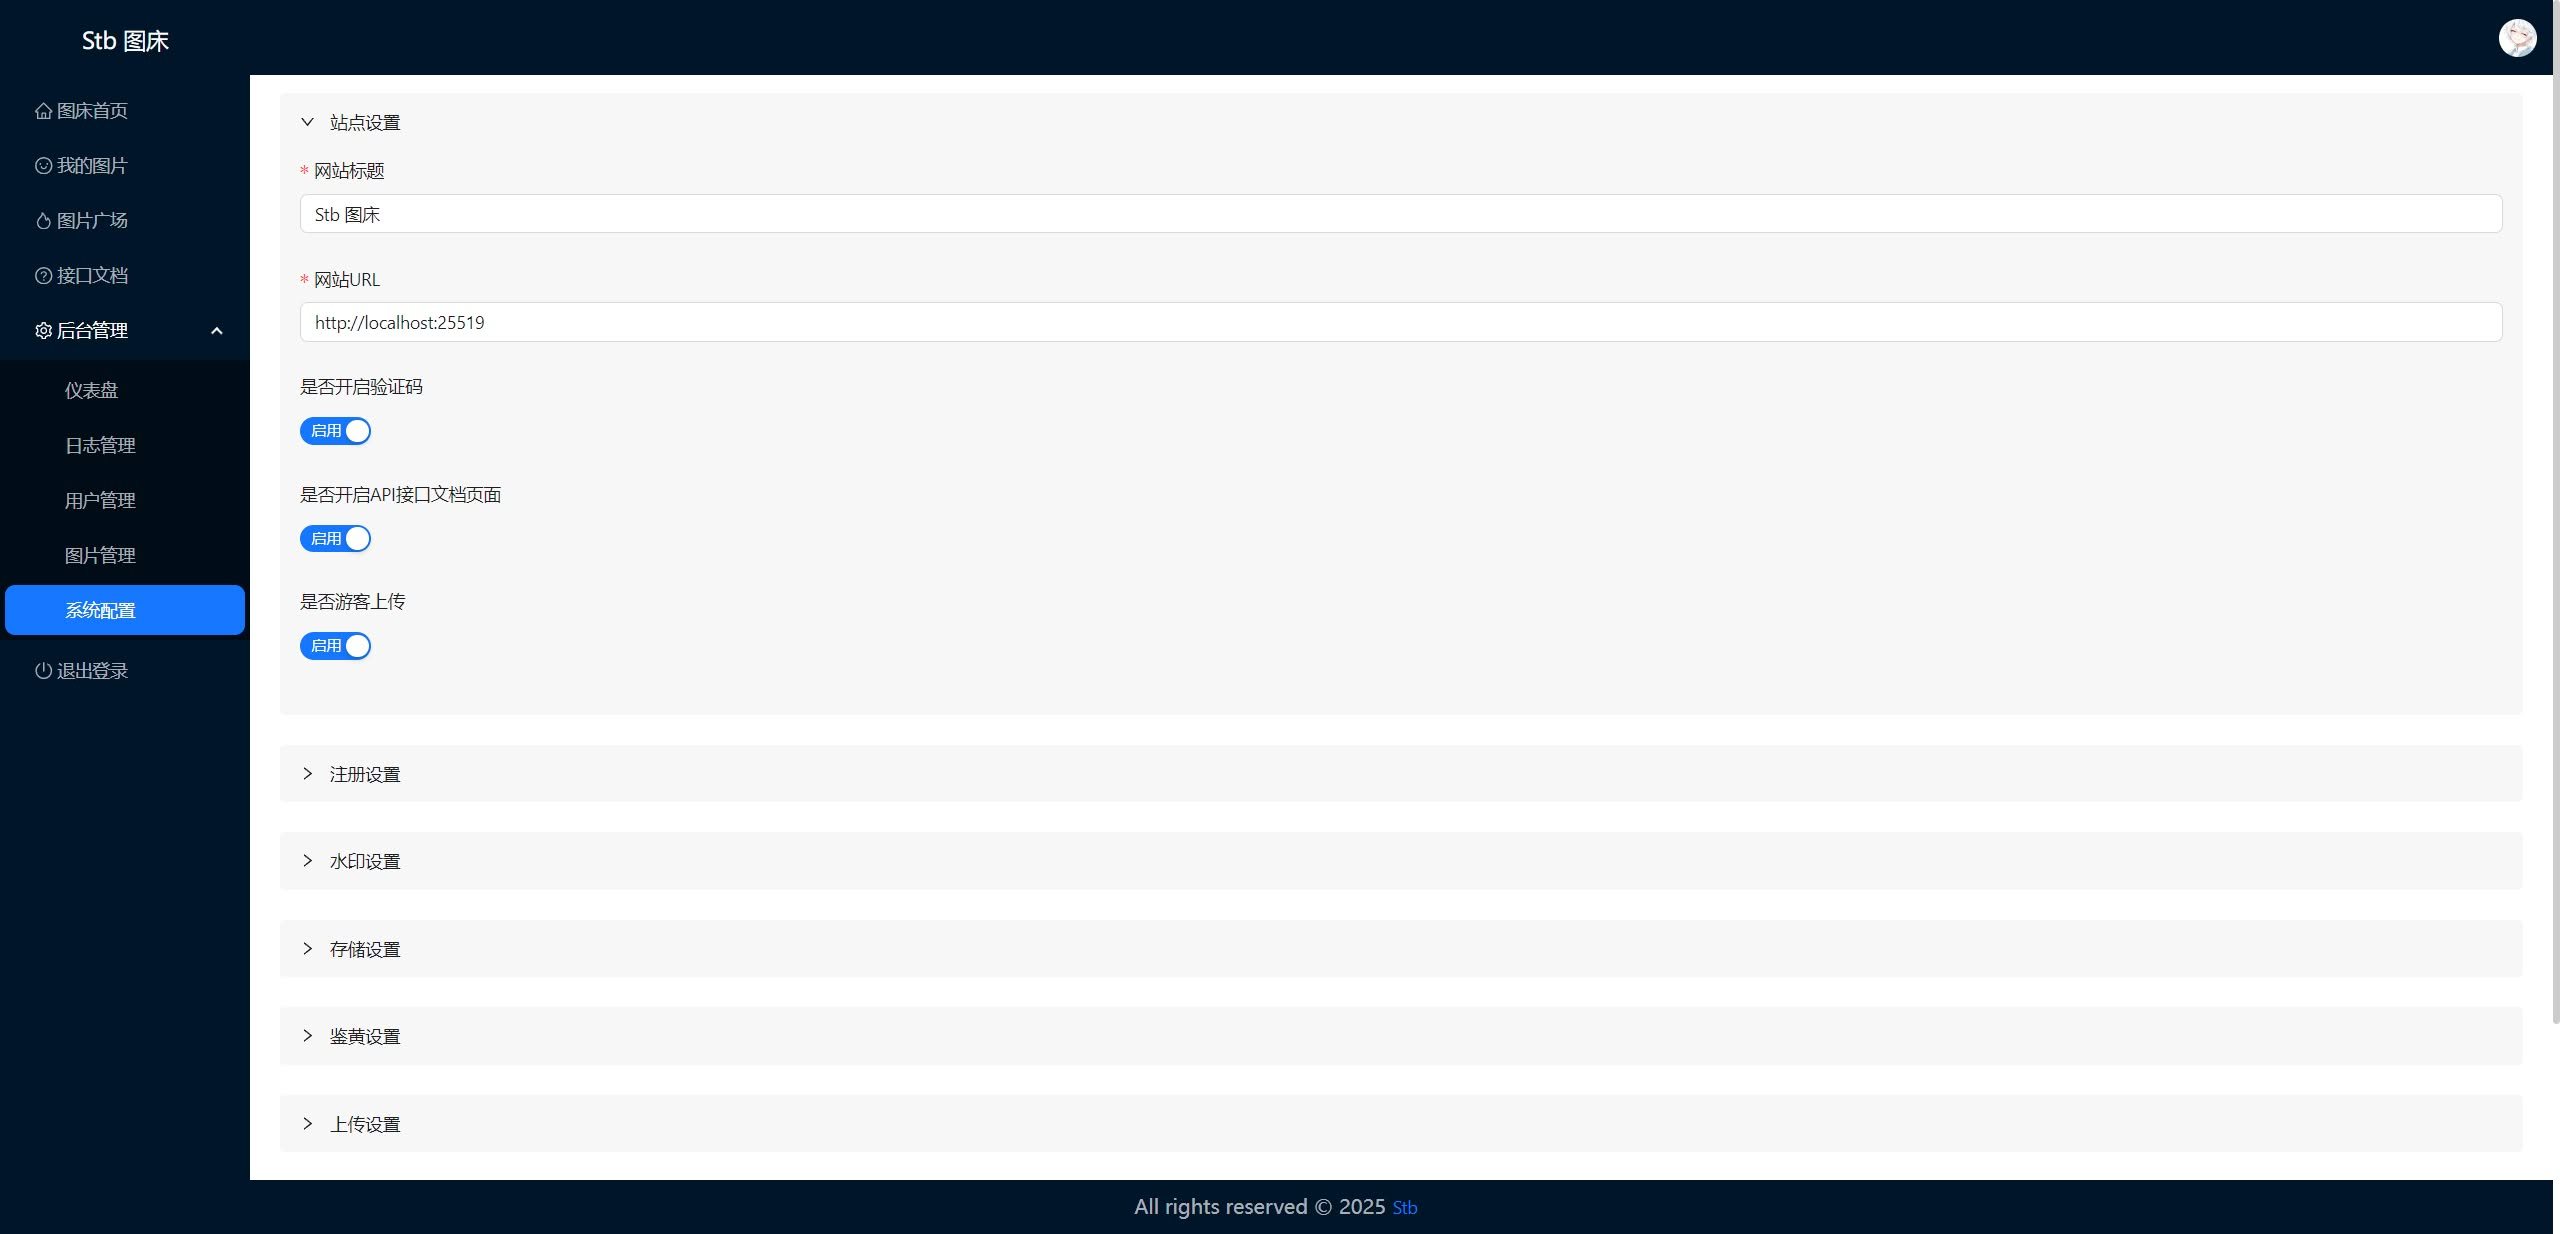 Stb 图床
图床首页
我的图片
图片广场
接口文档
后台管理
仪表盘
日志管理
用户管理
图片管理
系统配置
退出登录
站点设置
* 网站标题
Stb 图床
* 网站URL
http://localhost:25519
是否开启验证码
启用
是否开启API接口文档页面
启用
是否游客上传
启用
注册设置
水印设置
存储设置
鉴黄设置
上传设置
All rights reserved © 2025 Stb